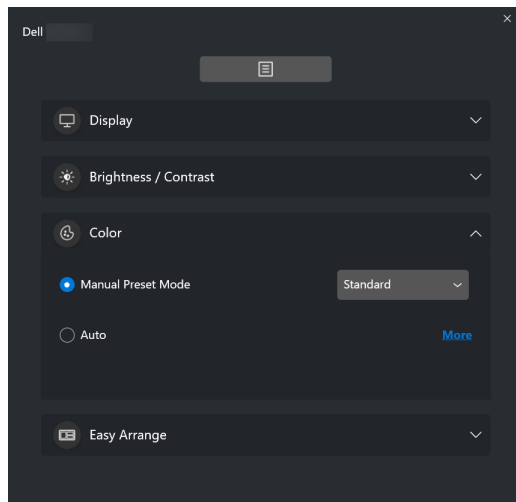 Dell
Display
Brightness / Contrast
Color
Manual Preset Mode Standard
Auto More
Easy Arrange